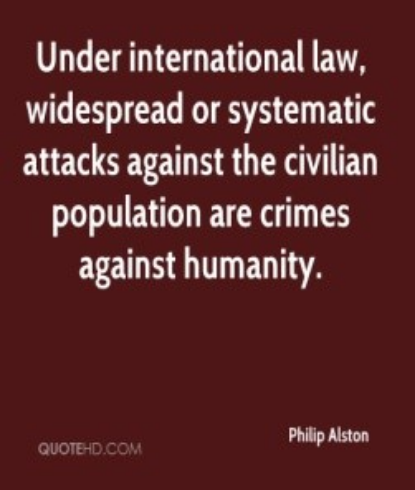 Under international law,
widespread or systematic
attacks against the civilian
population are crimes
against humanity.
Philip Alston
QUOTEHD.COM